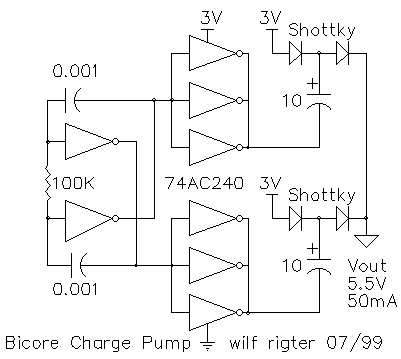 3V
3V
Shottky
0.001
+
10
100K
74AC240
3V
Shottky
+
10
0.001
Vout
5.5V
50mA
Bicore Charge Pump
wilf rigter 07/99